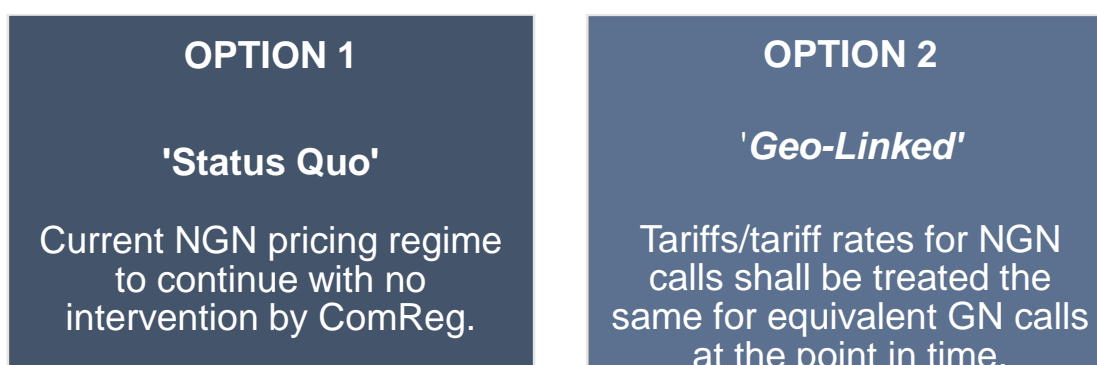 OPTION 1
'Status Quo'
Current NGN pricing regime
to continue with no
intervention by ComReg.
OPTION 2
'Geo-Linked'
Tariffs/tariff rates for NGN
calls shall be treated the
same for equivalent GN calls
at the point in time.